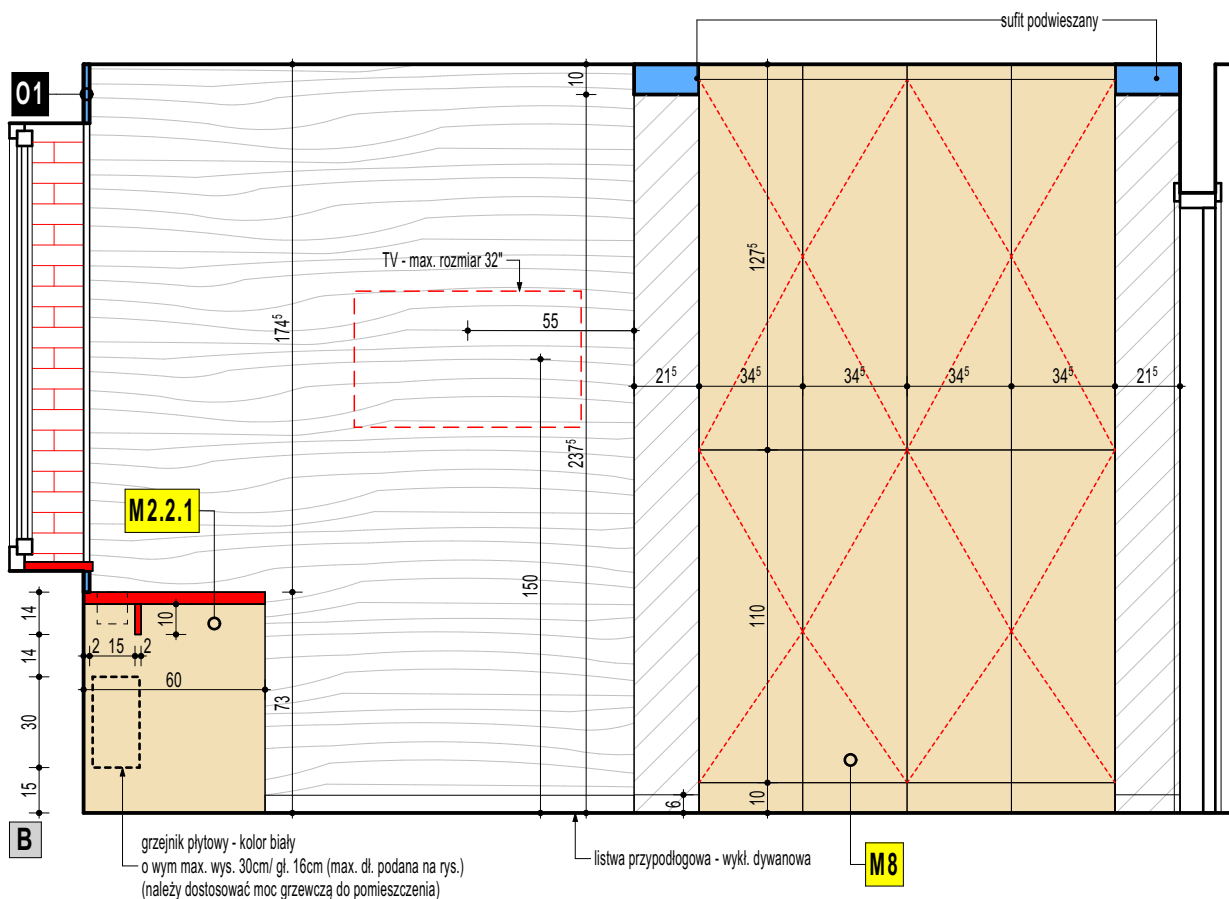 sufit podwieszany
01
10
TV - max. rozmiar 32"
127⁵
174⁵
55
21⁵
34⁵
34⁵
34⁵
34⁵
21⁵
237⁵
M2.2.1
150
14
10
110
14
2
15
2
60
73
30
15
6
10
B
grzejnik płytowy - kolor biały
o wym max. wys. 30cm/ gł. 16cm (max. dł. podana na rys.)
(należy dostosować moc grzewczą do pomieszczenia)
listwa przypodłogowa - wykł. dywanowa
M8